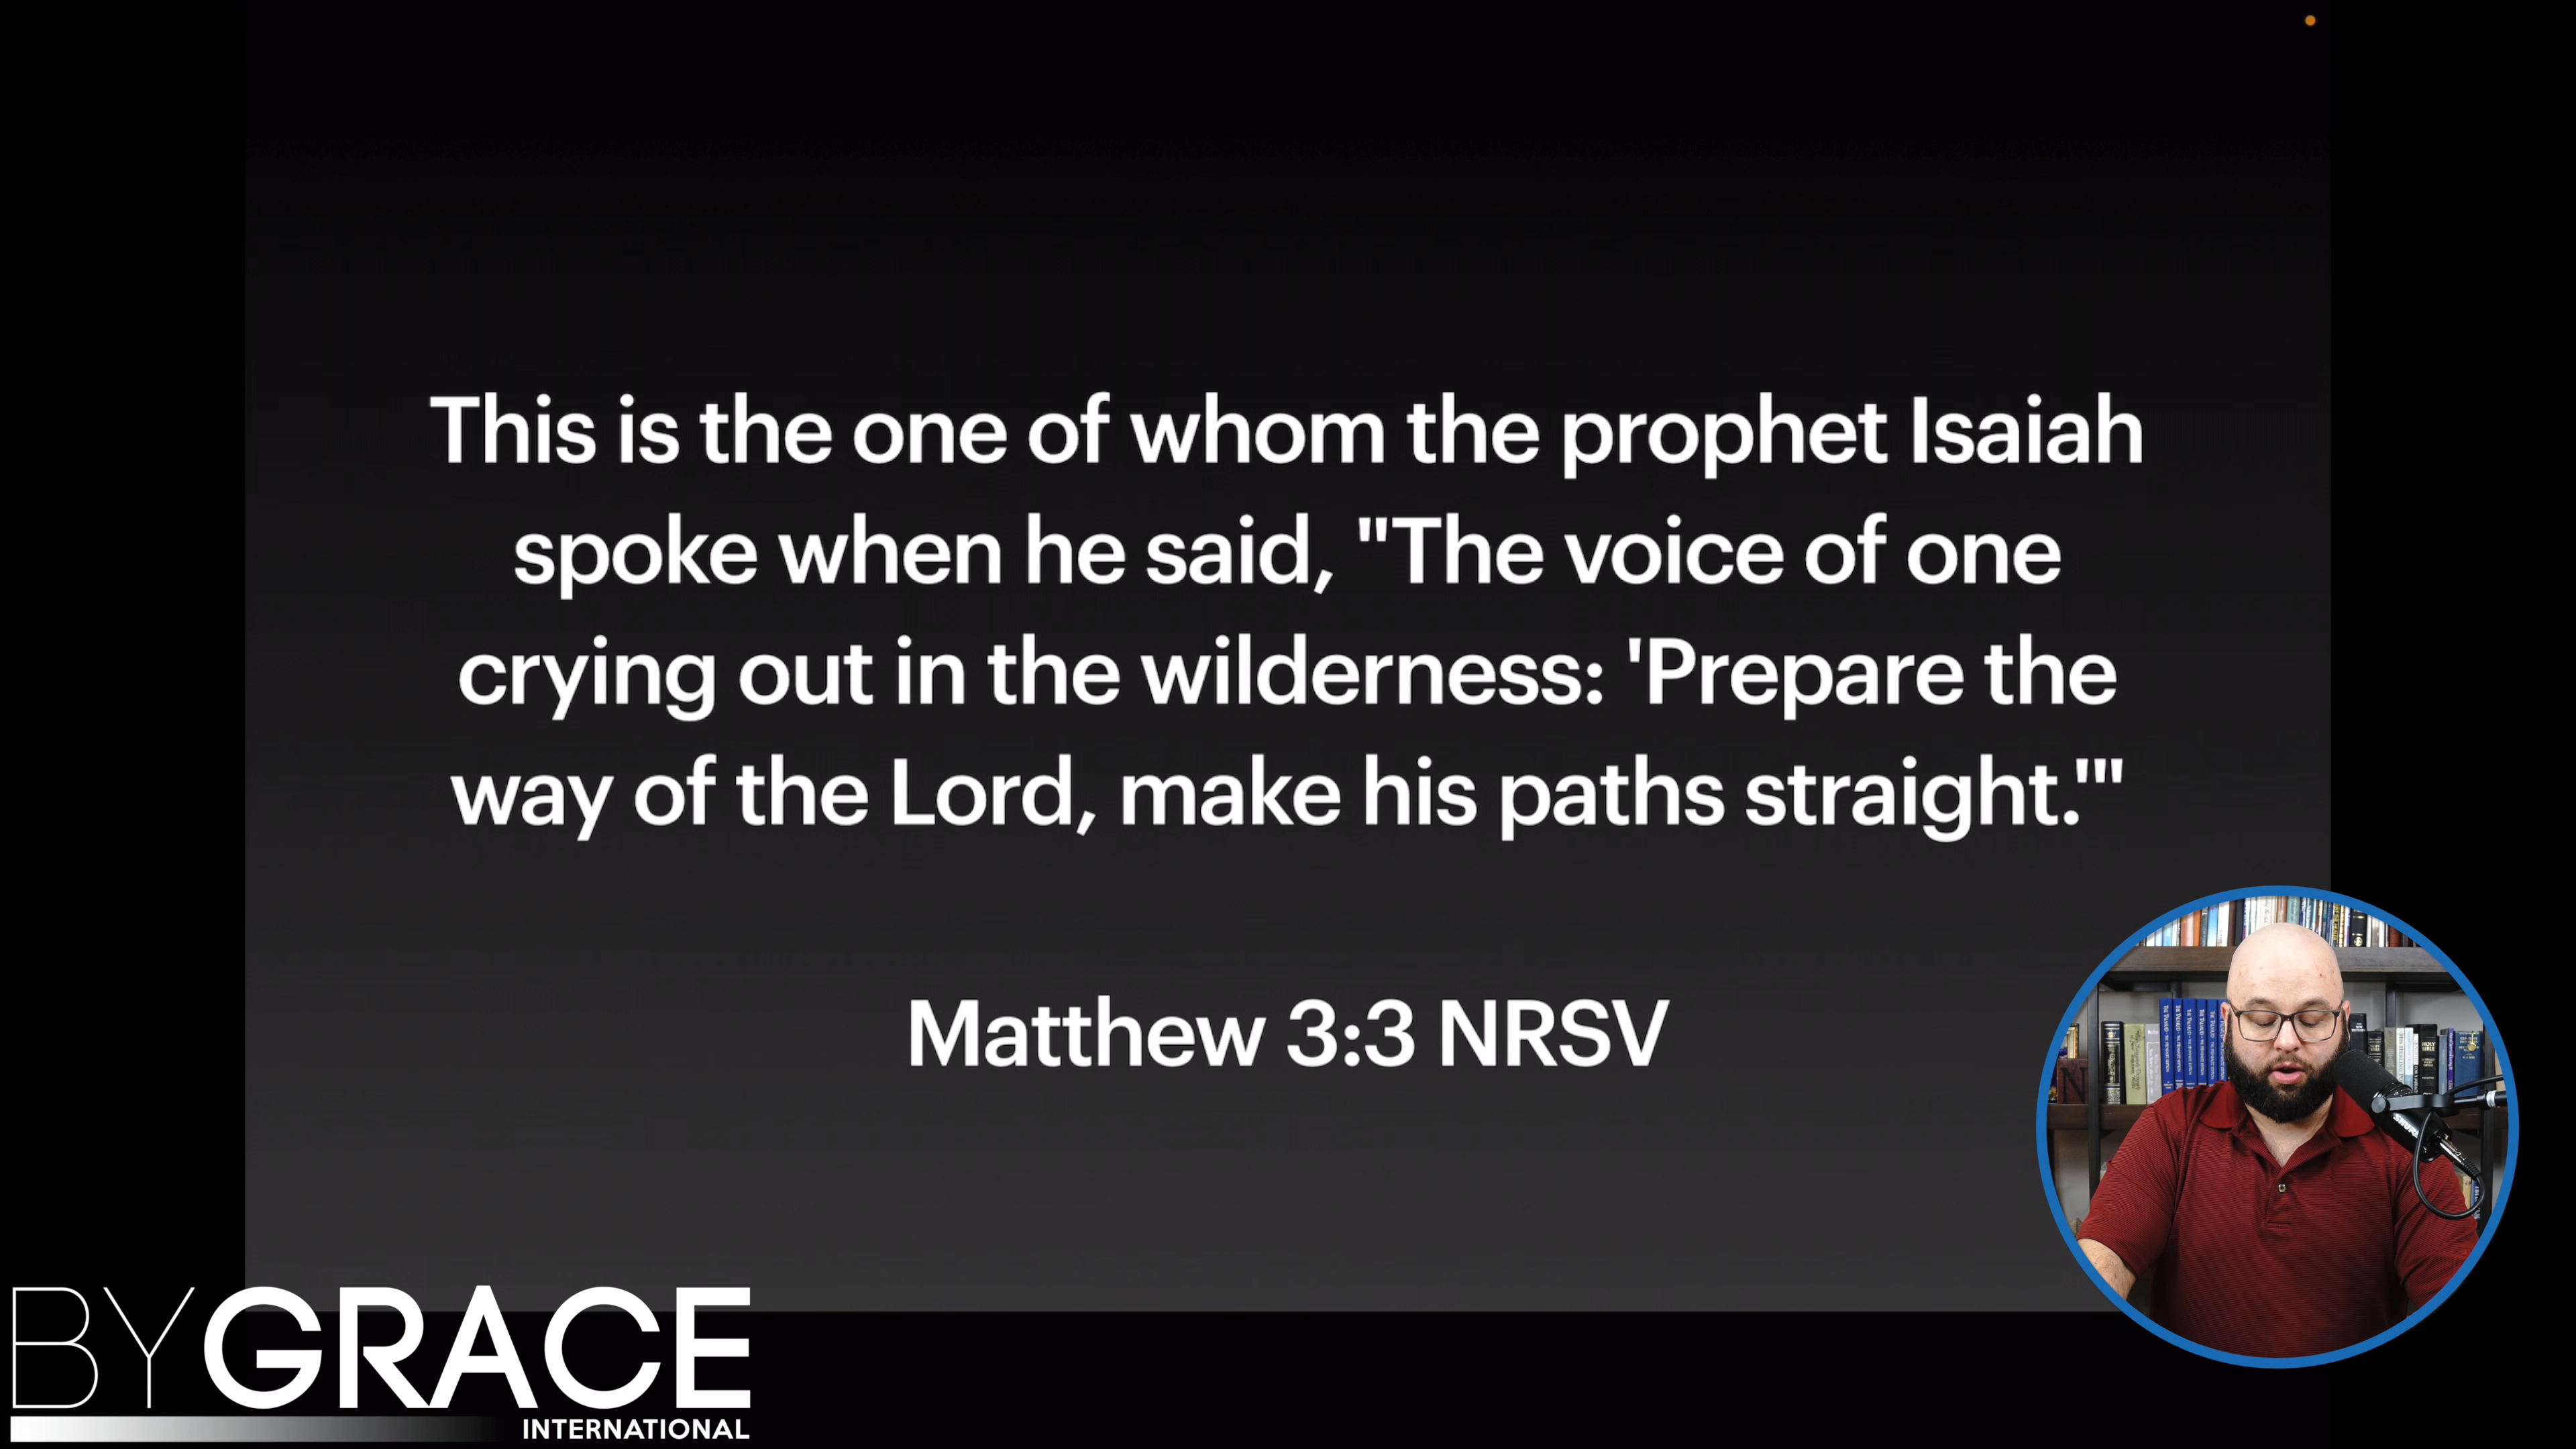 This is the one of whom the prophet Isaiah
spoke when he said, "The voice of one
crying out in the wilderness: 'Prepare the
way of the Lord, make his paths straight.'"
Matthew 3:3 NRSV
BYGRACE
INTERNATIONAL